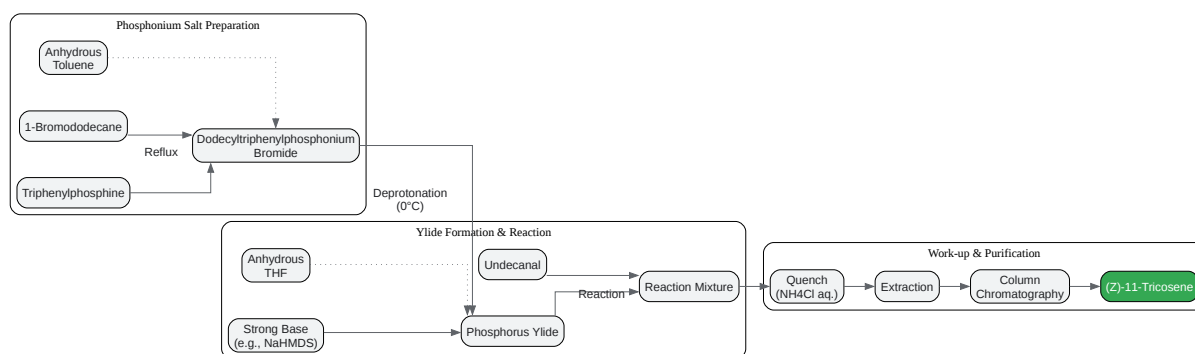 Phosphonium Salt Preparation
Anhydrous
Toluene
1-Bromododecane
Reflux
Dodecyltriphenylphosphonium
Bromide
Triphenylphosphine
Deprotonation
(0°C)
Ylide Formation & Reaction
Anhydrous
THF
Undecanal
Reaction
Reaction Mixture
Strong Base
(e.g., NaHMDS)
Phosphorus Ylide
Work-up & Purification
Quench
(NH4Cl aq.)
Extraction
Column
Chromatography
(Z)-11-Tricosene